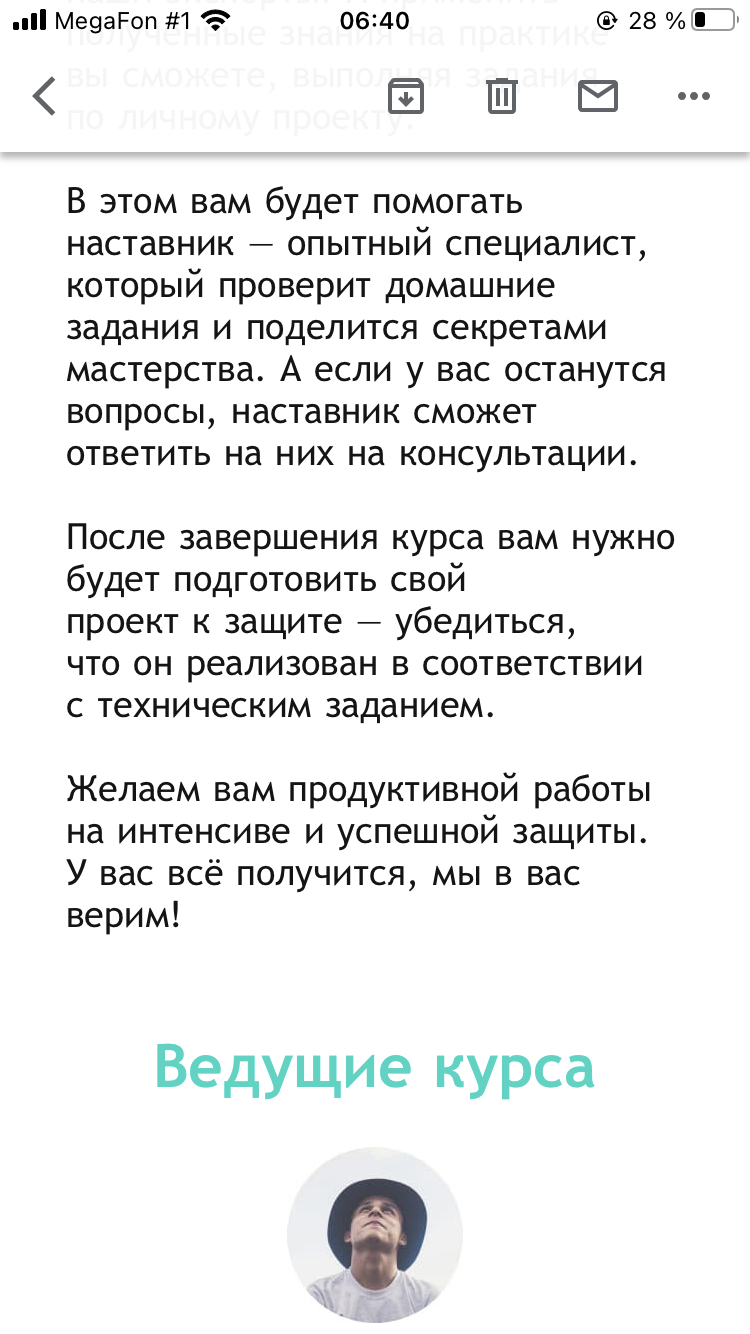 MegaFon #1 06:40 28 %
полученные знания на практике
вы сможете, выполняя задания
по личному проекту.
В этом вам будет помогать
наставник — опытный специалист,
который проверит домашние
задания и поделится секретами
мастерства. А если у вас останутся
вопросы, наставник сможет
ответить на них на консультации.
После завершения курса вам нужно
будет подготовить свой
проект к защите — убедиться,
что он реализован в соответствии
с техническим заданием.
Желаем вам продуктивной работы
на интенсиве и успешной защиты.
У вас всё получится, мы в вас
верим!
Ведущие курса